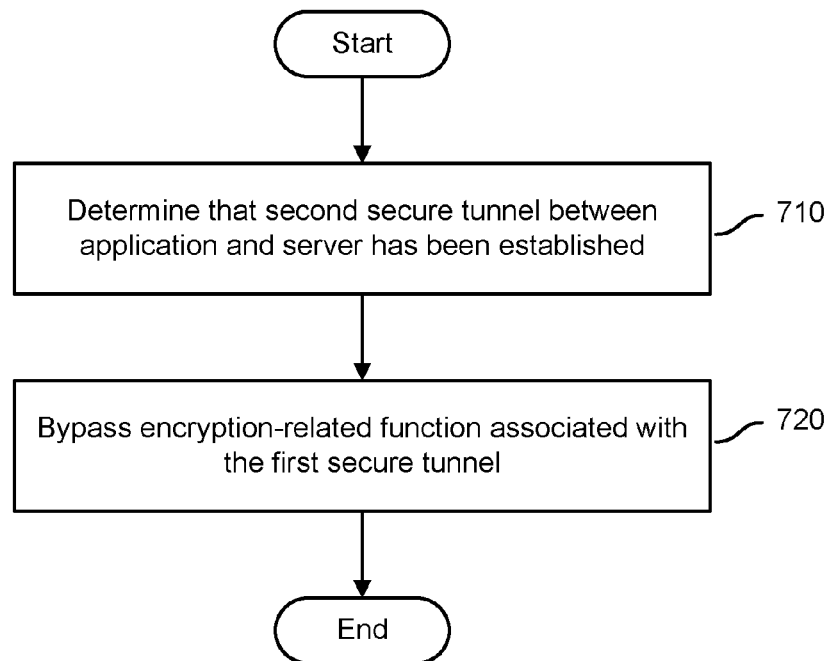 Start
Determine that second secure tunnel between
application and server has been established
710
Bypass encryption-related function associated with
the first secure tunnel
720
End